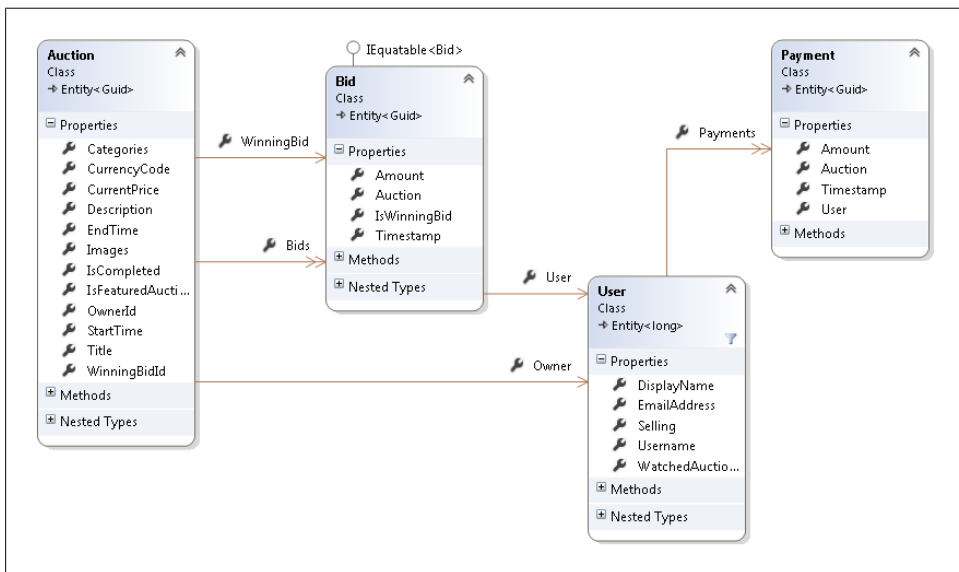 Auction
Class
Entity<Guid>
Properties
Categories
CurrencyCode
CurrentPrice
Description
EndTime
Images
IsCompleted
IsFeaturedAucti...
OwnerId
StartTime
Title
WinningBidId
Methods
Nested Types
WinningBid
Bids
Owner
IEquatable<Bid>
Bid
Class
Entity<Guid>
Properties
Amount
Auction
IsWinningBid
Timestamp
Methods
Nested Types
User
User
Class
Entity<long>
Properties
DisplayName
EmailAddress
Selling
Username
WatchedAuctio...
Methods
Nested Types
Payments
Payment
Class
Entity<Guid>
Properties
Amount
Auction
Timestamp
User
Methods